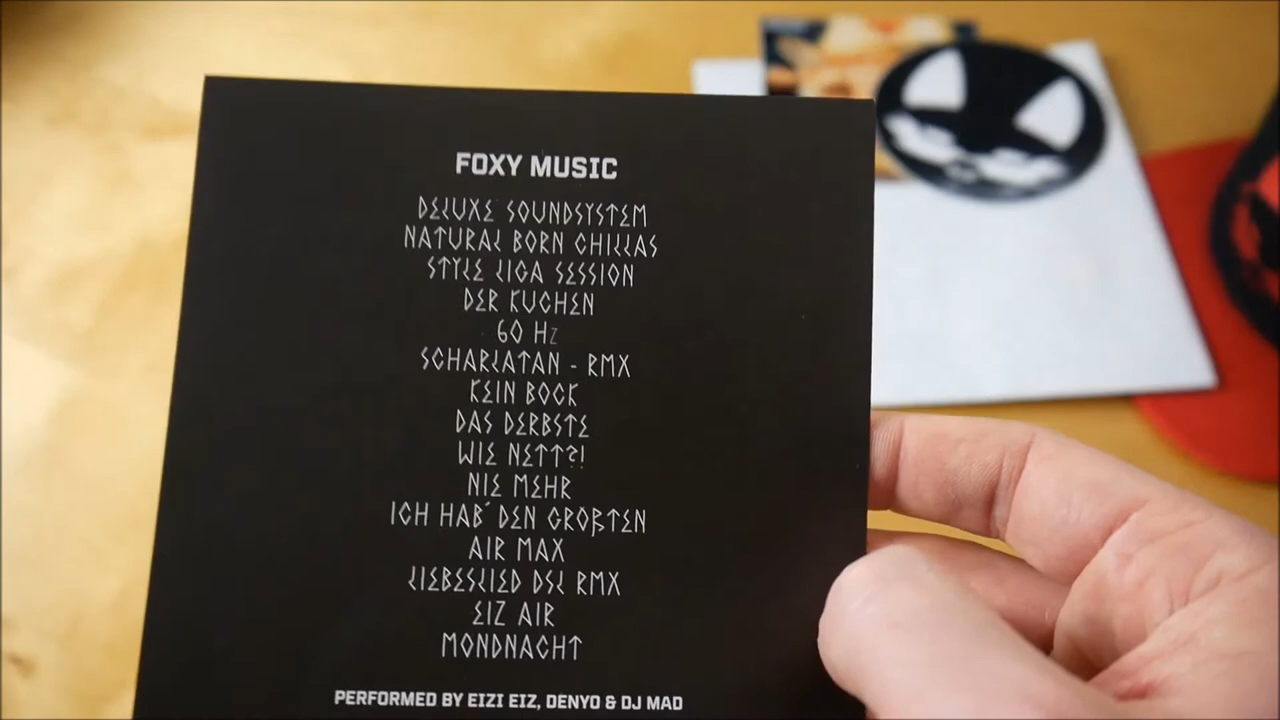 FOXY MUSIC
DELUXE SOUNDSYSTEM
NATURAL BORN CHILLAS
STYLE LIGA SESSION
DER KUCHEN
60 Hz
SCHARLATAN - RMX
KEIN BOCK
DAS DERBSTE
WIE NETT?!
NIE MEHR
ICH HAB´ DEN GROßTEN
AIR MAX
LIEBESLIED DSL RMX
EIZ AIR
MONDNACHT
PERFORMED BY EIZI EIZ, DENYO & DJ MAD